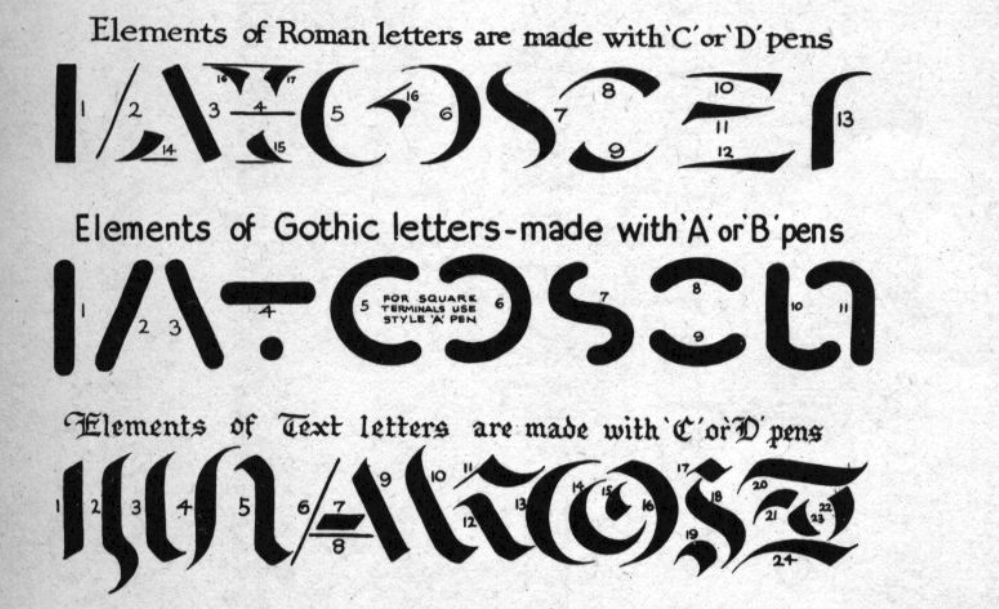 Elements of Roman letters are made with 'C' or 'D' pens
1 2 14 3 16 17 4 15 5 16 6 7 8 9 10 11 12 13
Elements of Gothic letters-made with 'A' or 'B' pens
1 2 3 4 5 FOR SQUARE
TERMINALS USE
STYLE 'A' PEN 6 7 8 9 10 11
Elements of Text letters are made with 'C' or 'D' pens
1 2 3 4 5 6 7 8 9 10 11 12 13 14 15 16 17 18 19 20 21 22 23 24